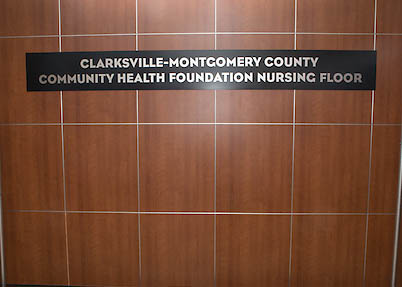 CLARKSVILLE-MONTGOMERY COUNTY
COMMUNITY HEALTH FOUNDATION NURSING FLOOR